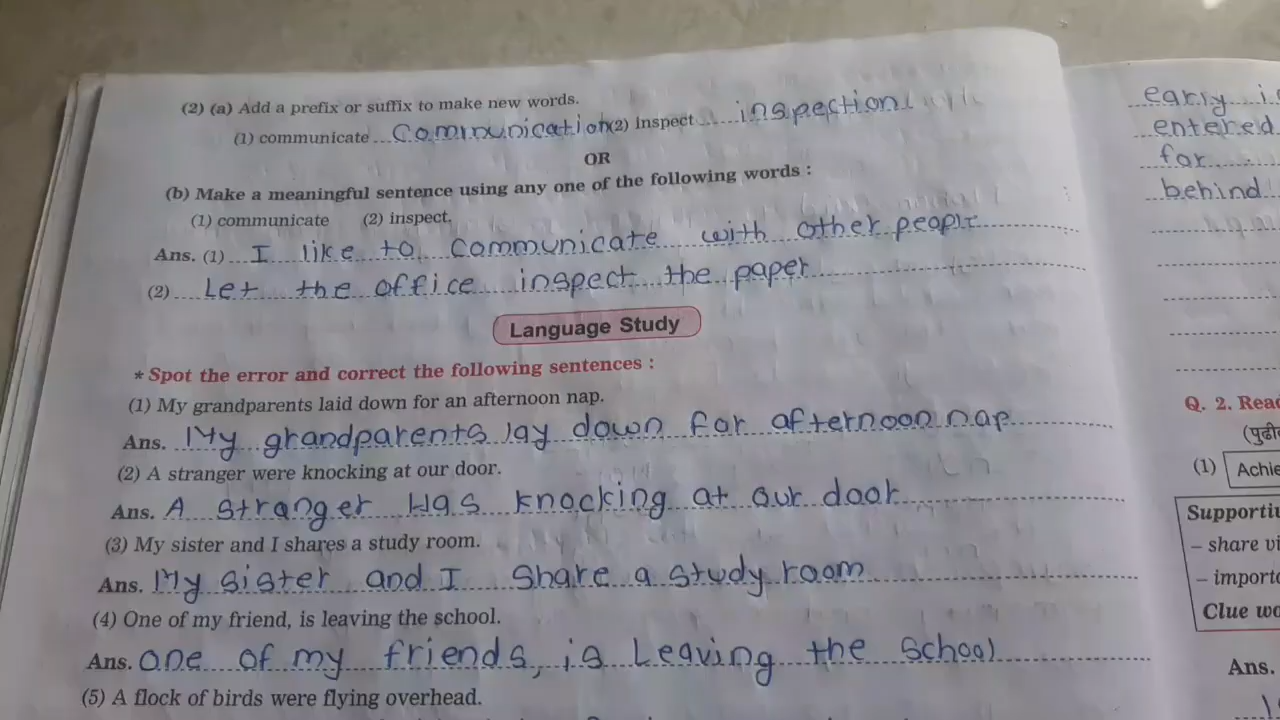 (2) (a) Add a prefix or suffix to make new words.
(1) communicate ... Communication (2) inspect ..... inspection
OR
(b) Make a meaningful sentence using any one of the following words :
(1) communicate (2) inspect.
Ans. (1) I like to communicate with other people
(2) Let the office inspect the paper
Language Study
* Spot the error and correct the following sentences :
(1) My grandparents laid down for an afternoon nap.
Ans. My grandparents lay down for afternoon nap
(2) A stranger were knocking at our door.
Ans. A stranger was knocking at our door
(3) My sister and I shares a study room.
Ans. My sister and I share a study room
(4) One of my friend, is leaving the school.
Ans. one of my friends, is Leaving the school
(5) A flock of birds were flying overhead.
early
entered
for
behind
Q. 2.
(1)
– share
Clue
Ans.